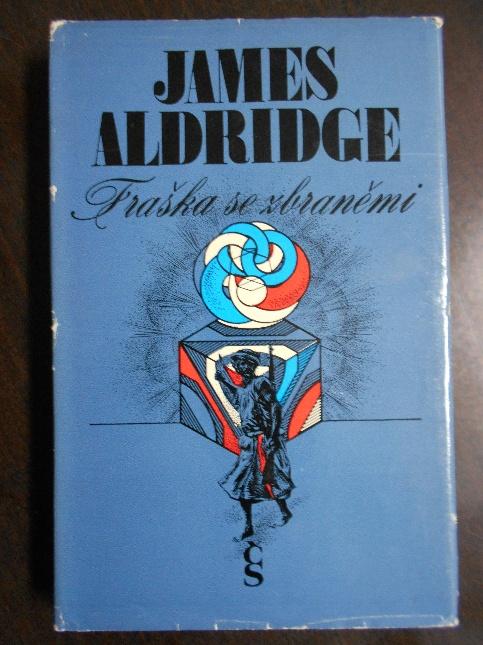 JAMES
ALDRIDGE
Fraška se zbraněmi
ČS